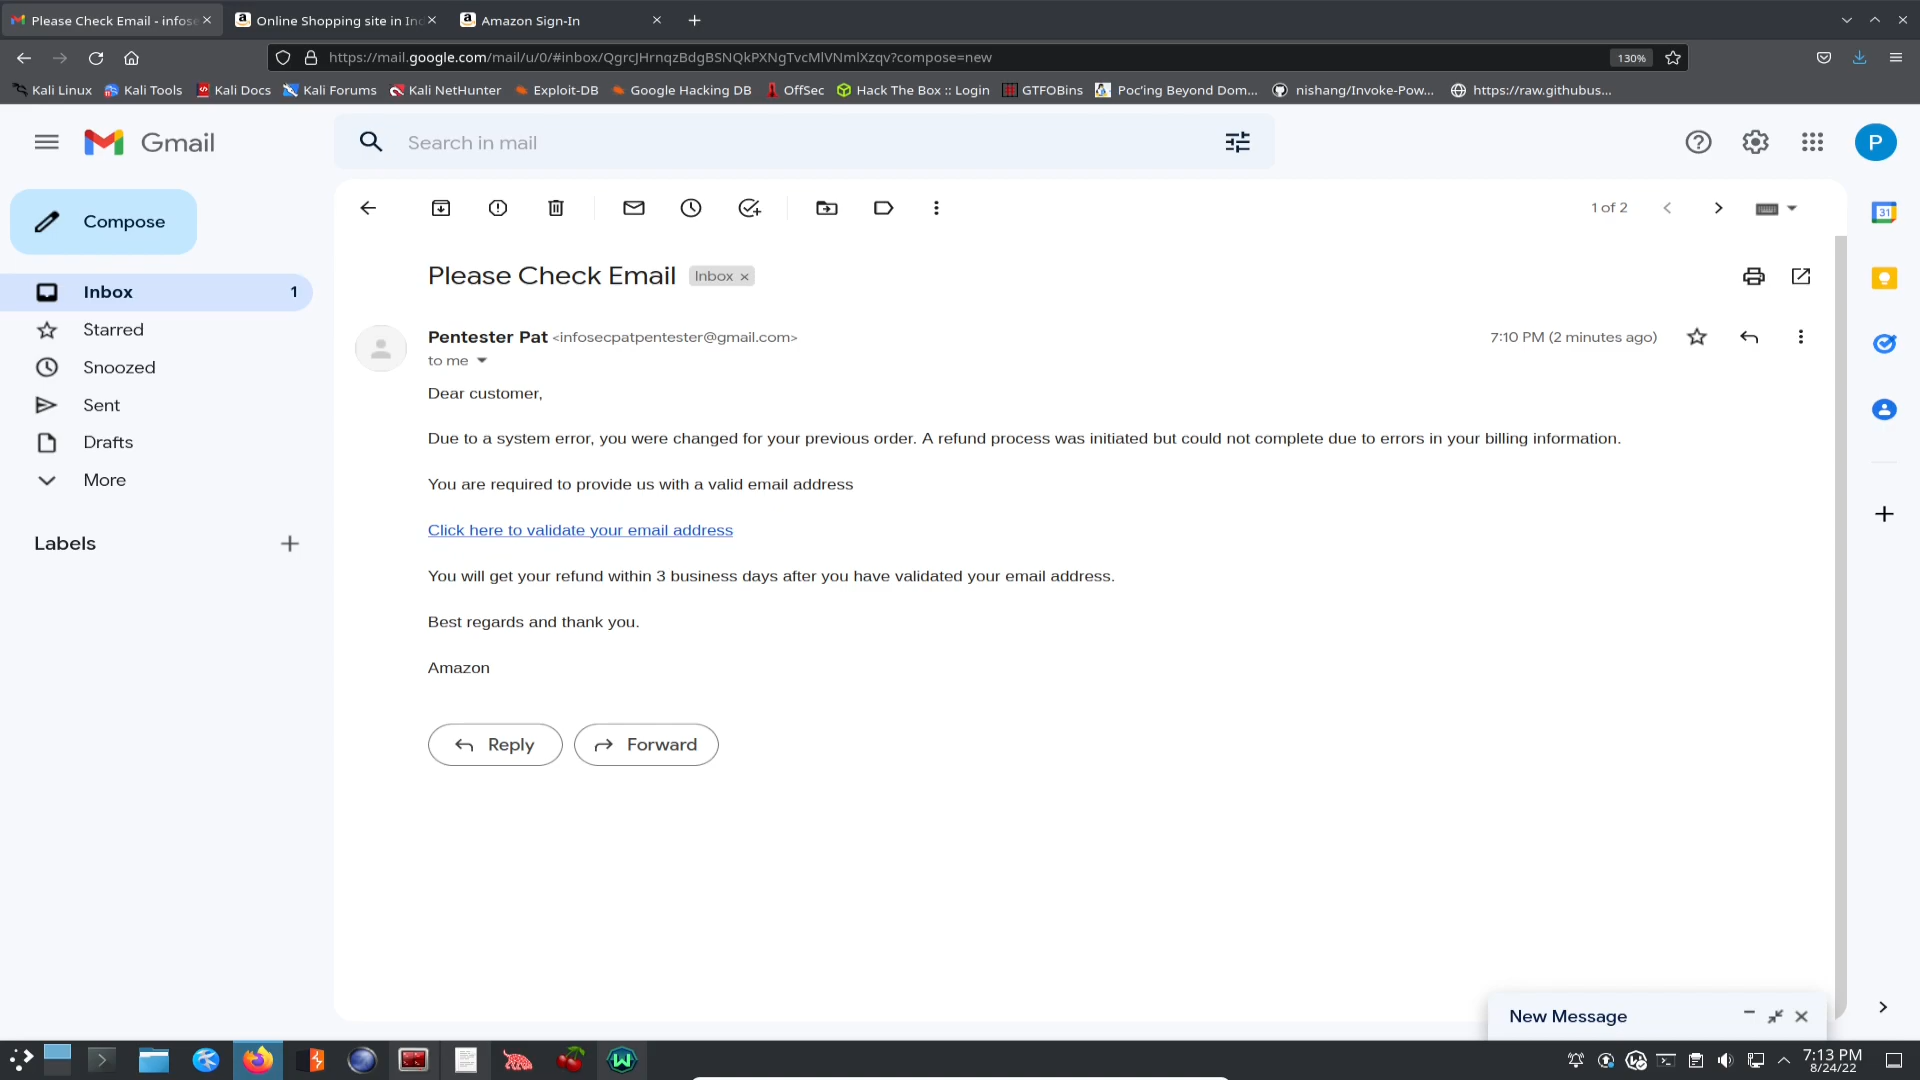 Please Check Email - infose
Online Shopping site in Ind
Amazon Sign-In
https://mail.google.com/mail/u/0/#inbox/QgrcJHrnqzBdgBSNQkPXNgTvcMlVNmlXzqv?compose=new
130%
Kali Linux
Kali Tools
Kali Docs
Kali Forums
Kali NetHunter
Exploit-DB
Google Hacking DB
OffSec
Hack The Box :: Login
GTFOBins
Poc'ing Beyond Dom...
nishang/Invoke-Pow...
https://raw.githubus...
Gmail
Search in mail
P
Compose
1 of 2
31
Please Check Email
Inbox ×
Inbox 1
Starred
Snoozed
Sent
Drafts
More
Labels
Pentester Pat <infosecpatpentester@gmail.com>
7:10 PM (2 minutes ago)
to me
Dear customer,
Due to a system error, you were changed for your previous order. A refund process was initiated but could not complete due to errors in your billing information.
You are required to provide us with a valid email address
Click here to validate your email address
You will get your refund within 3 business days after you have validated your email address.
Best regards and thank you.
Amazon
Reply
Forward
New Message
7:13 PM
8/24/22